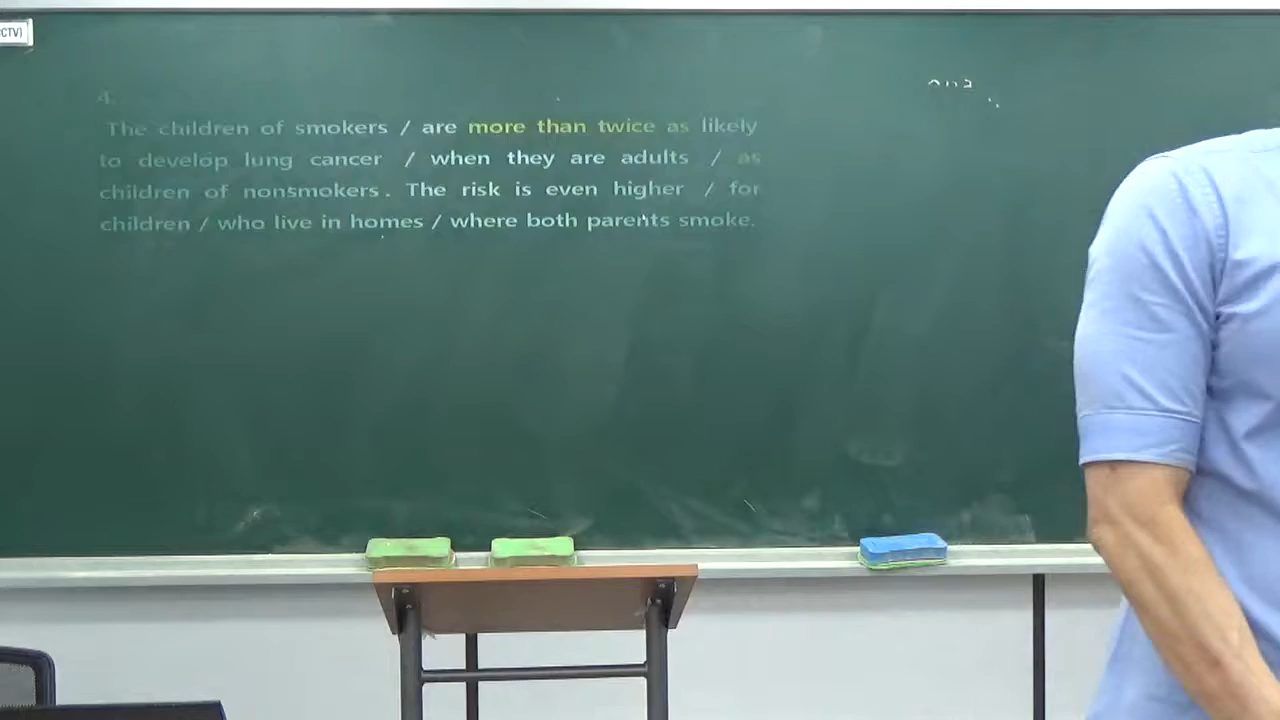 CTV)
4.
The children of smokers / are more than twice as likely
to develop lung cancer / when they are adults / as
children of nonsmokers. The risk is even higher / for
children / who live in homes / where both parents smoke.